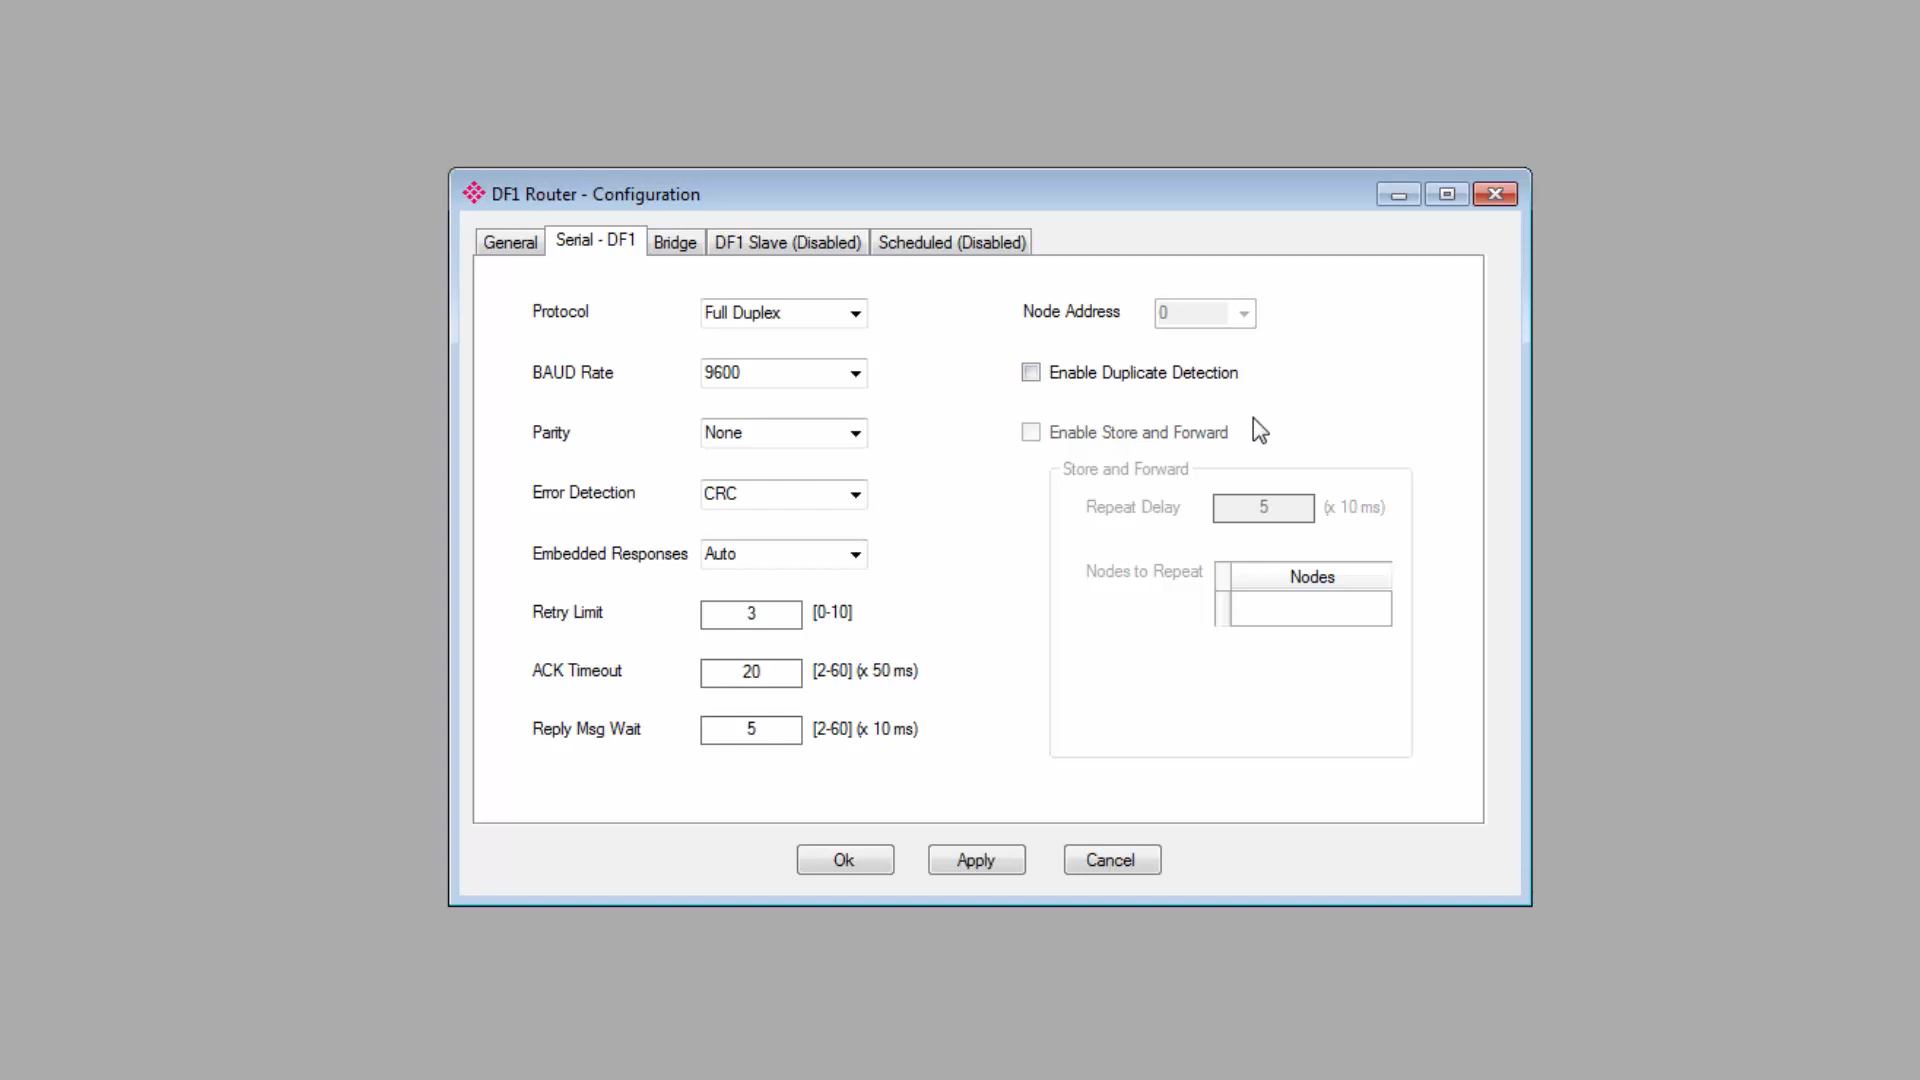 DF1 Router - Configuration
General Serial - DF1 Bridge DF1 Slave (Disabled) Scheduled (Disabled)
Protocol Full Duplex Node Address 0
BAUD Rate 9600 Enable Duplicate Detection
Parity None Enable Store and Forward
Store and Forward
Error Detection CRC Repeat Delay 5 (x 10 ms)
Embedded Responses Auto Nodes to Repeat Nodes
Retry Limit 3 [0-10]
ACK Timeout 20 [2-60] (x 50 ms)
Reply Msg Wait 5 [2-60] (x 10 ms)
Ok Apply Cancel